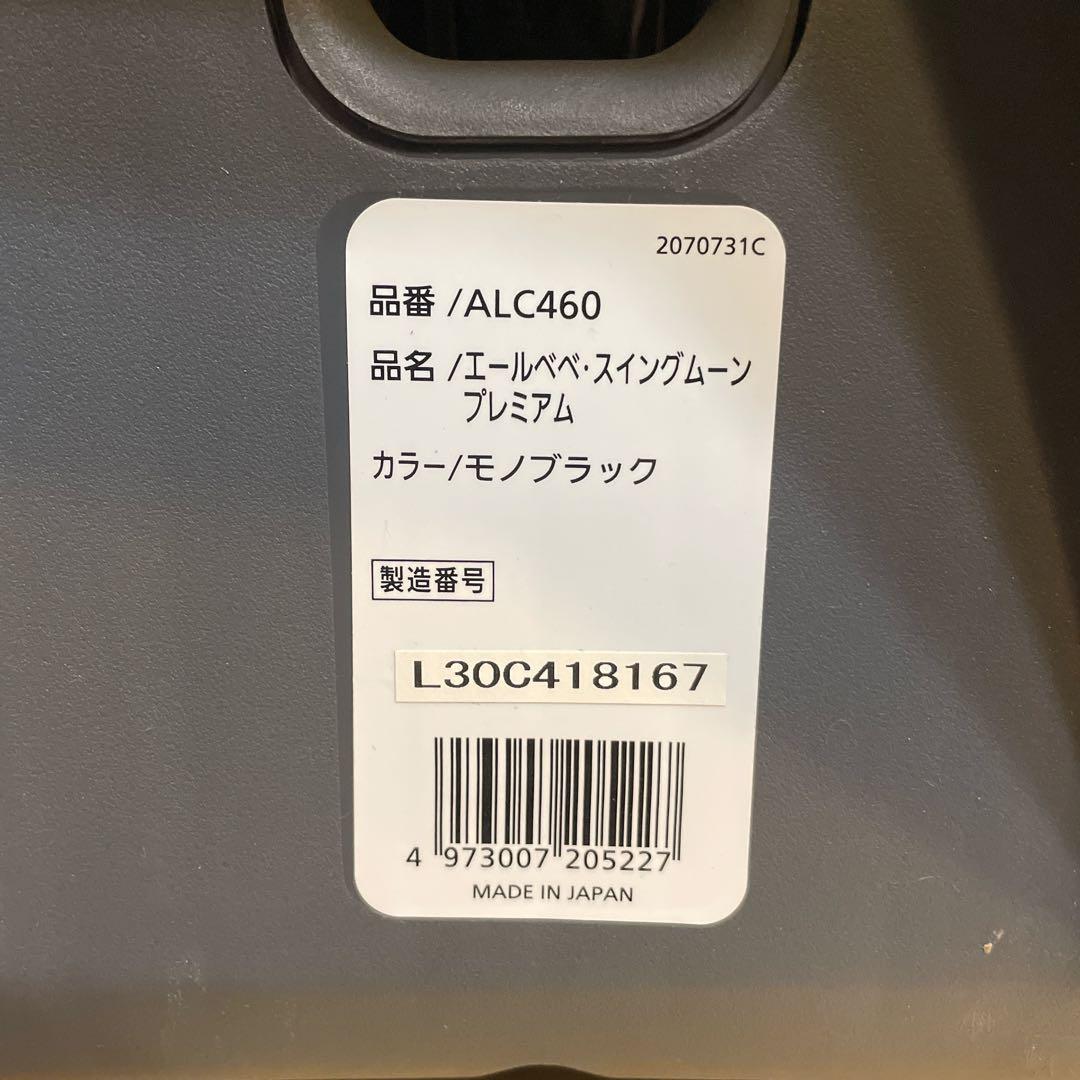 2070731C
品番 /ALC460
品名 /エールベベ・スイングムーン
プレミアム
カラー/モノブラック
製造番号
L30C418167
4 973007 205227
MADE IN JAPAN